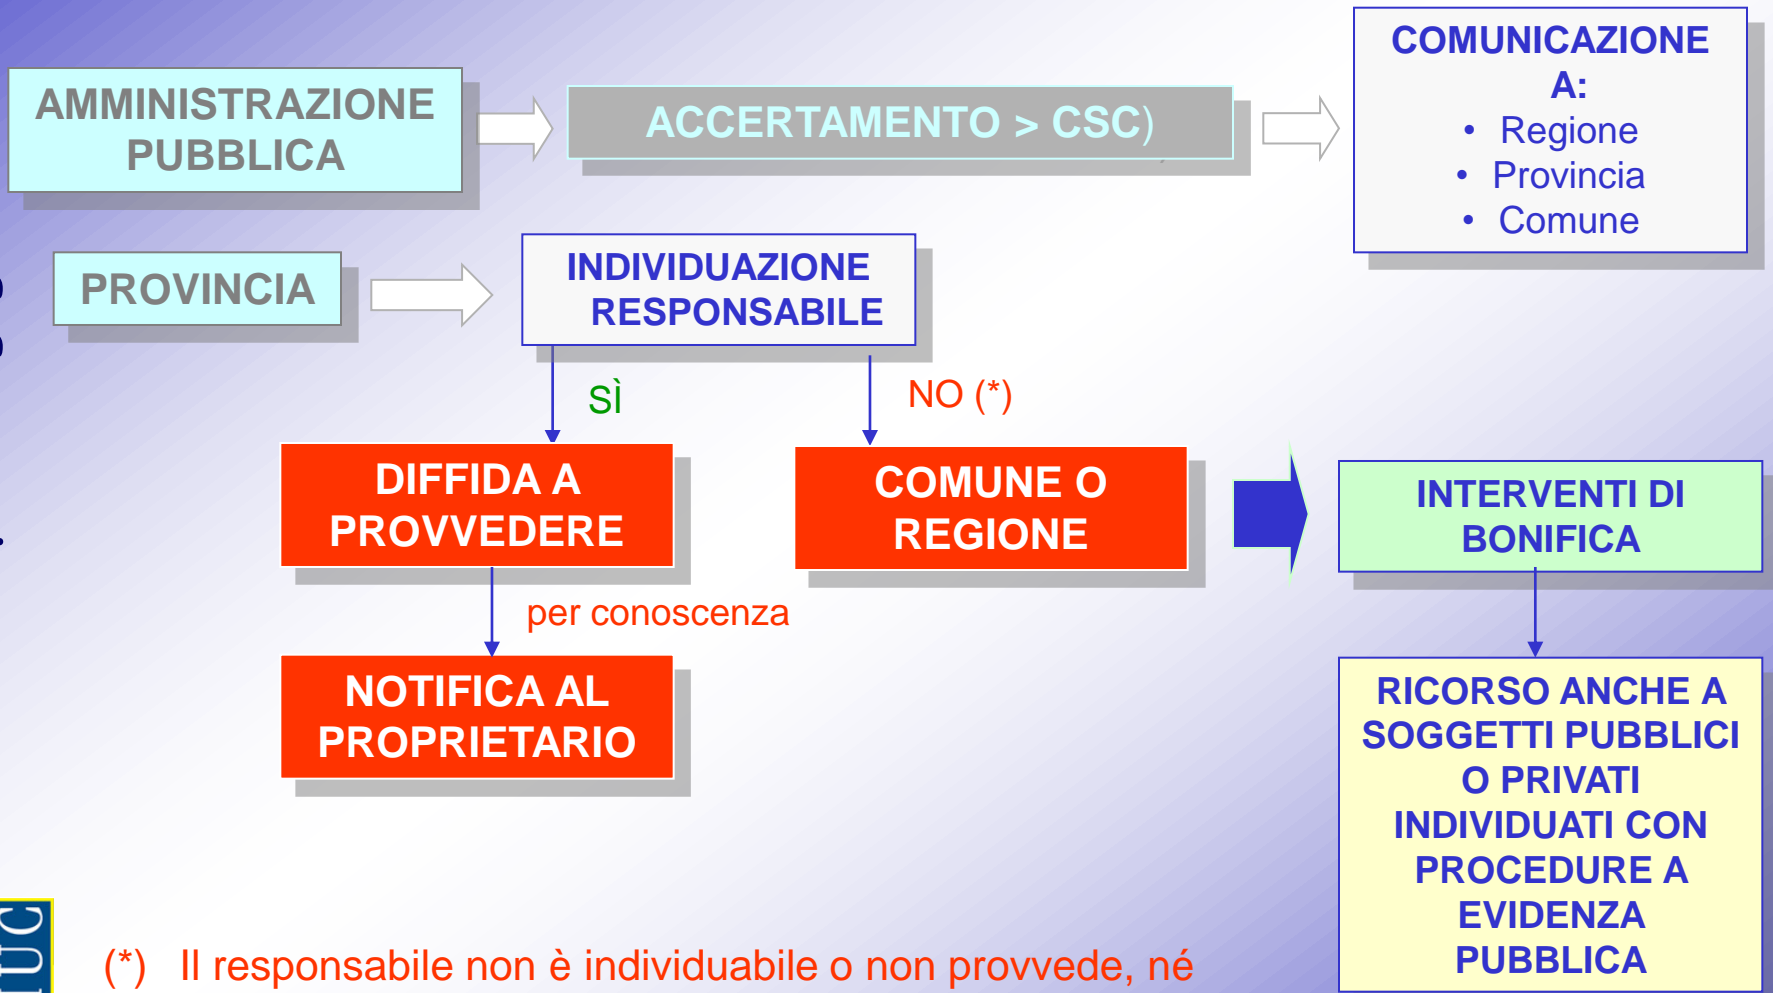 AMMINISTRAZIONE
PUBBLICA
ACCERTAMENTO > CSC)
COMUNICAZIONE
A:
• Regione
• Provincia
• Comune
PROVINCIA
INDIVIDUAZIONE
RESPONSABILE
SÌ
NO (*)
DIFFIDA A
PROVVEDERE
COMUNE O
REGIONE
INTERVENTI DI
BONIFICA
per conoscenza
NOTIFICA AL
PROPRIETARIO
RICORSO ANCHE A
SOGGETTI PUBBLICI
O PRIVATI
INDIVIDUATI CON
PROCEDURE A
EVIDENZA
PUBBLICA
(*) Il responsabile non è individuabile o non provvede, né